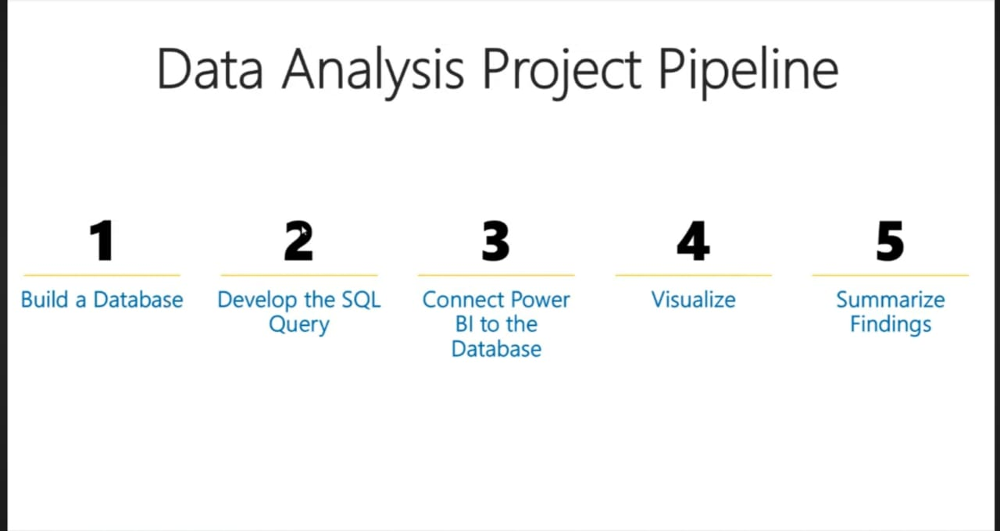 Data Analysis Project Pipeline
1
Build a Database
2
Develop the SQL
Query
3
Connect Power
BI to the
Database
4
Visualize
5
Summarize
Findings